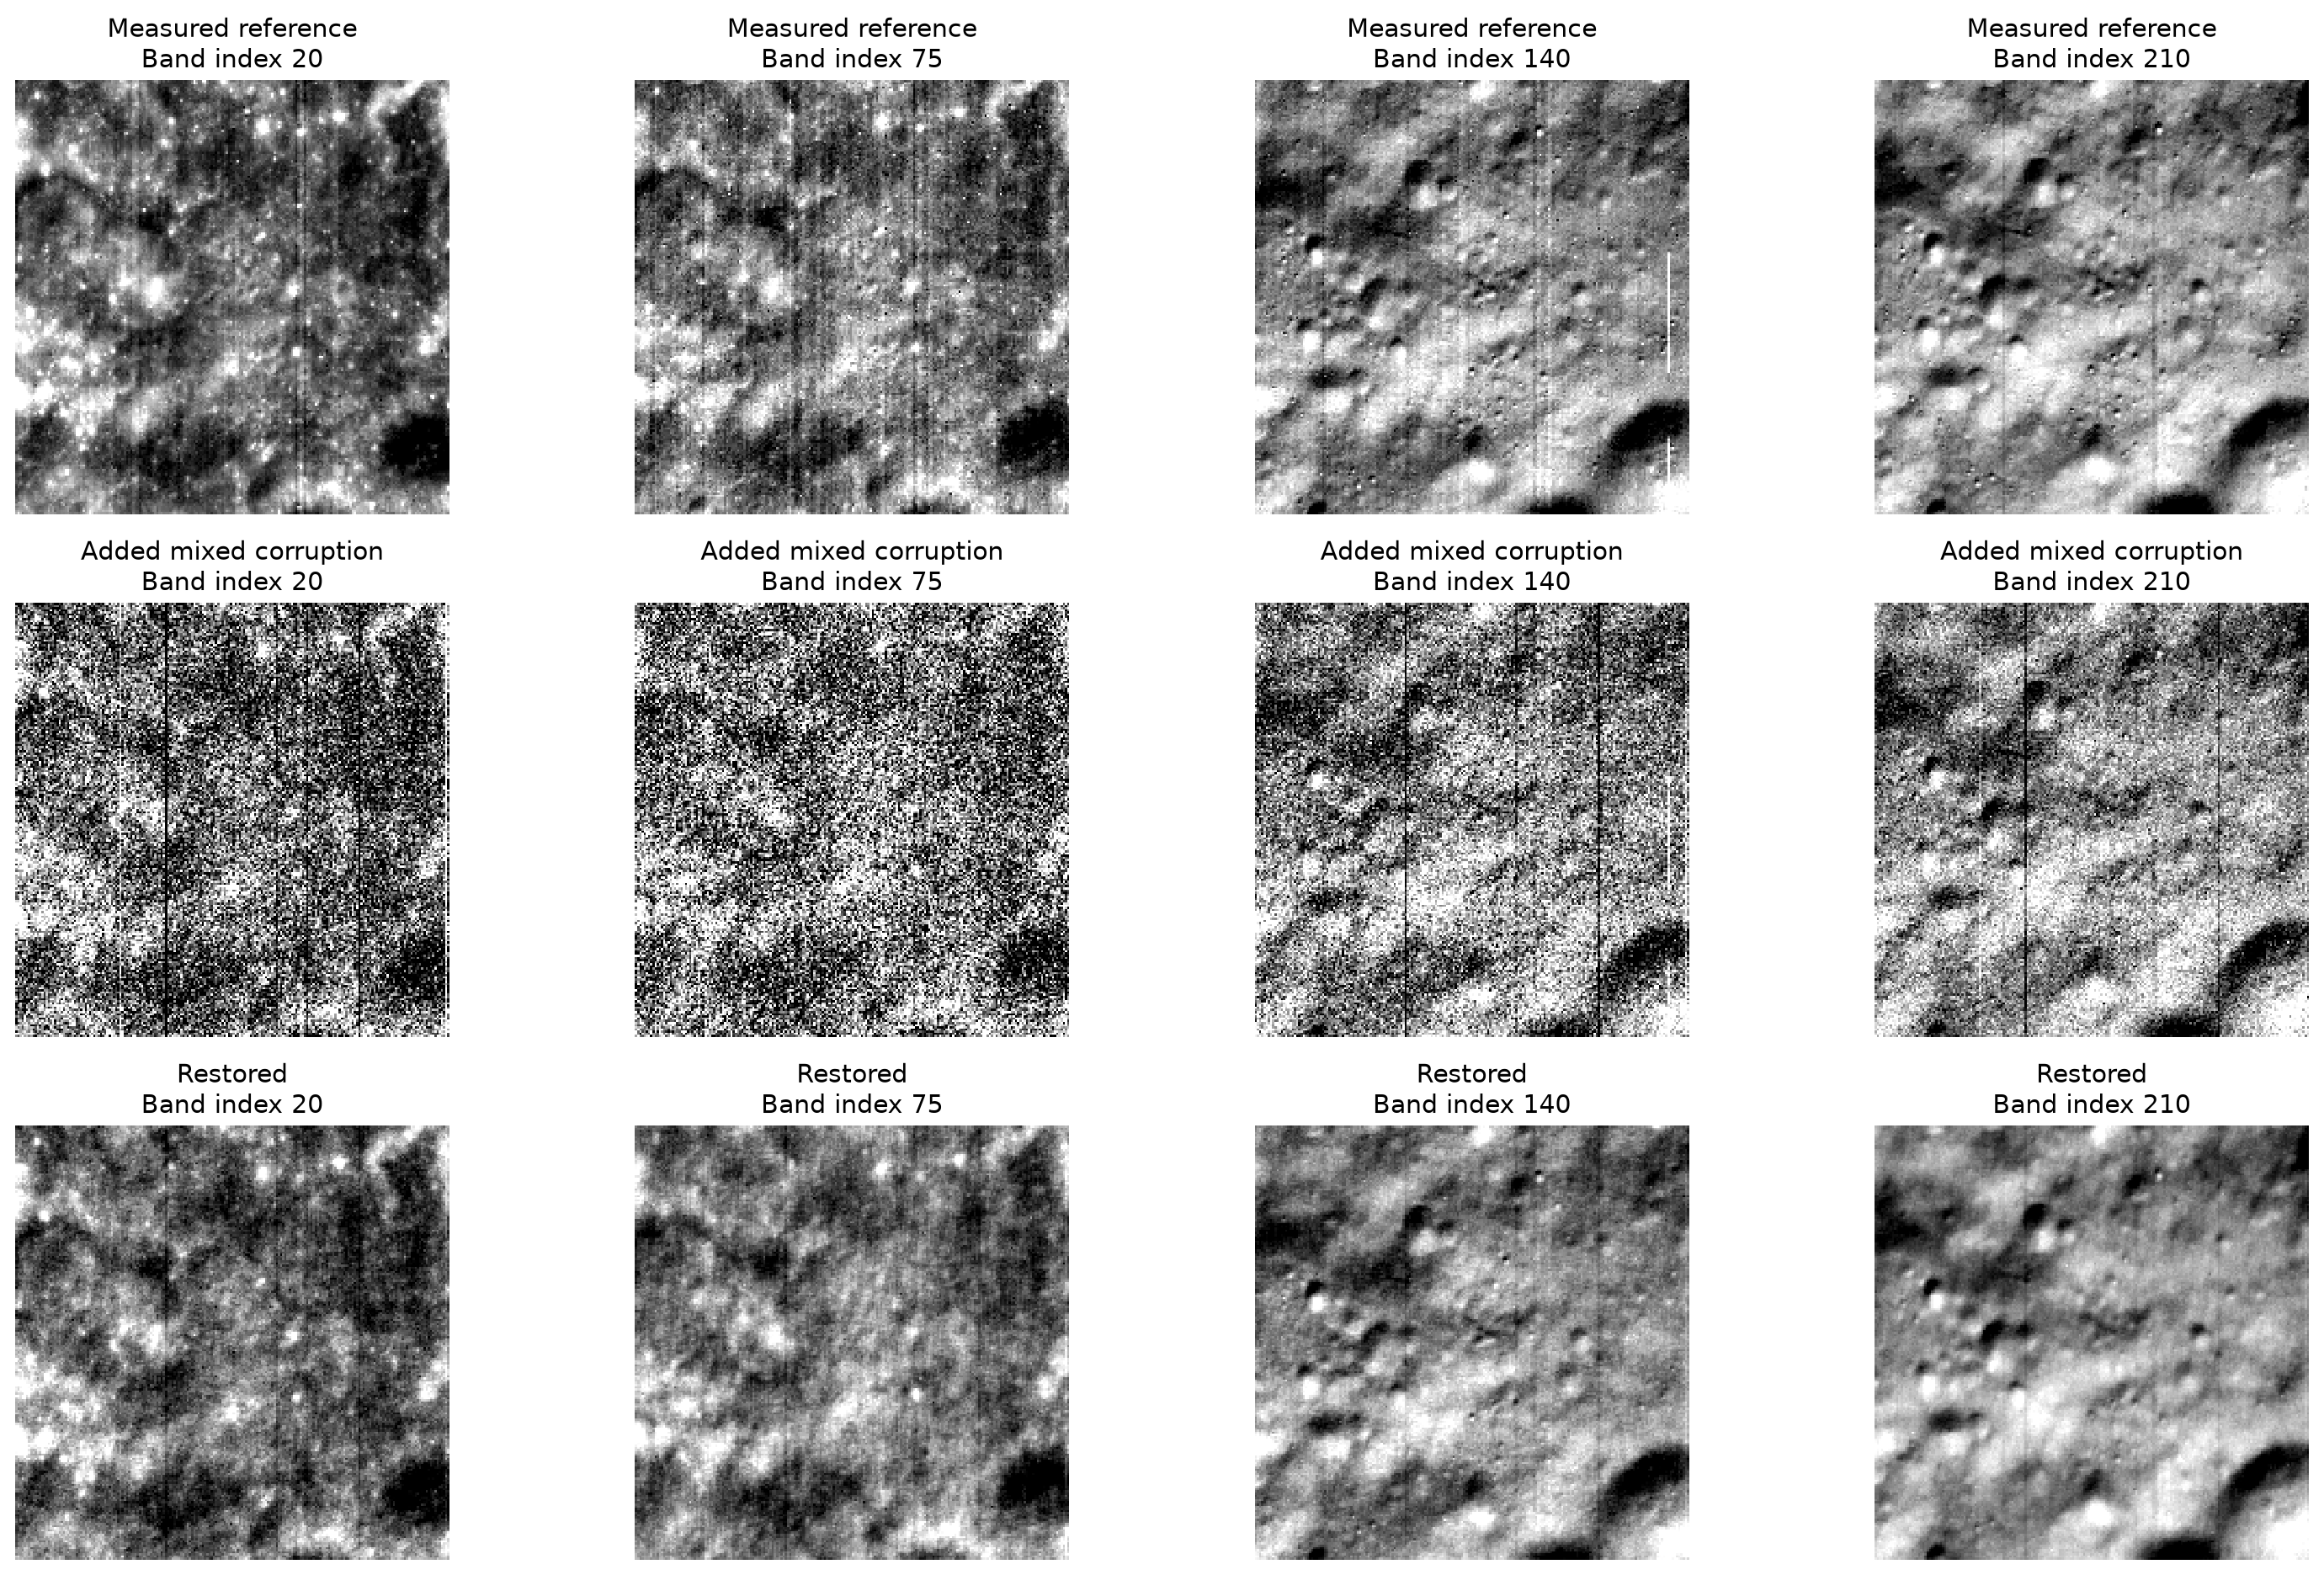 Measured reference
Band index 20
Measured reference
Band index 75
Measured reference
Band index 140
Measured reference
Band index 210
Added mixed corruption
Band index 20
Added mixed corruption
Band index 75
Added mixed corruption
Band index 140
Added mixed corruption
Band index 210
Restored
Band index 20
Restored
Band index 75
Restored
Band index 140
Restored
Band index 210